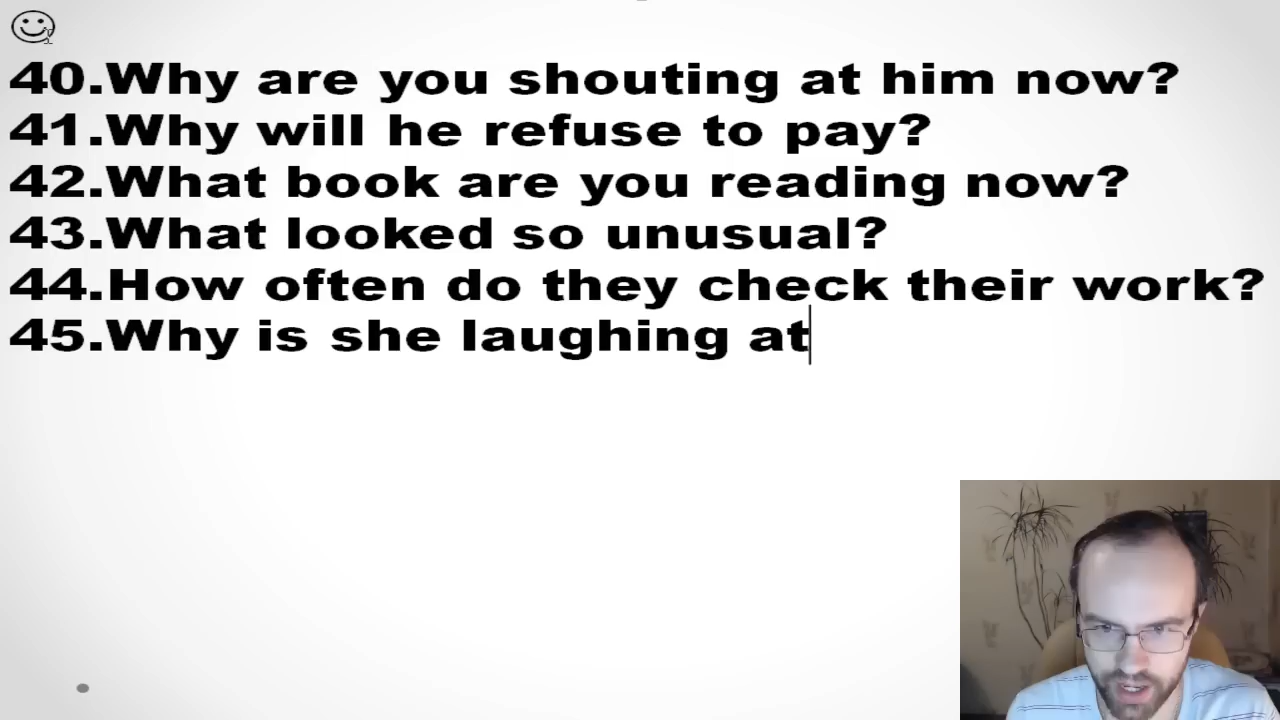 40.Why are you shouting at him now?
41.Why will he refuse to pay?
42.What book are you reading now?
43.What looked so unusual?
44.How often do they check their work?
45.Why is she laughing at